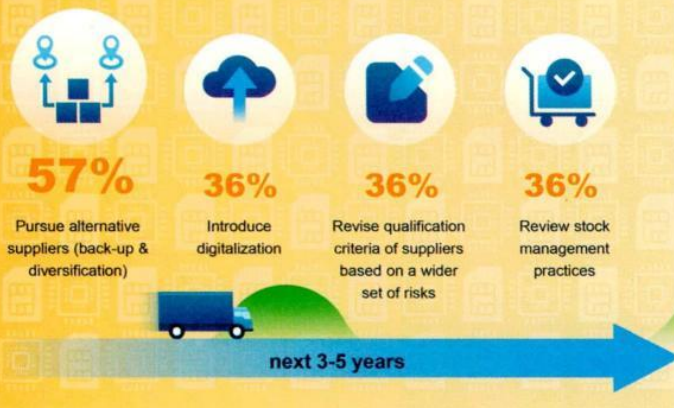 57%
Pursue alternative
suppliers (back-up &
diversification)
36%
Introduce
digitalization
36%
Revise qualification
criteria of suppliers
based on a wider
set of risks
36%
Review stock
management
practices
next 3-5 years